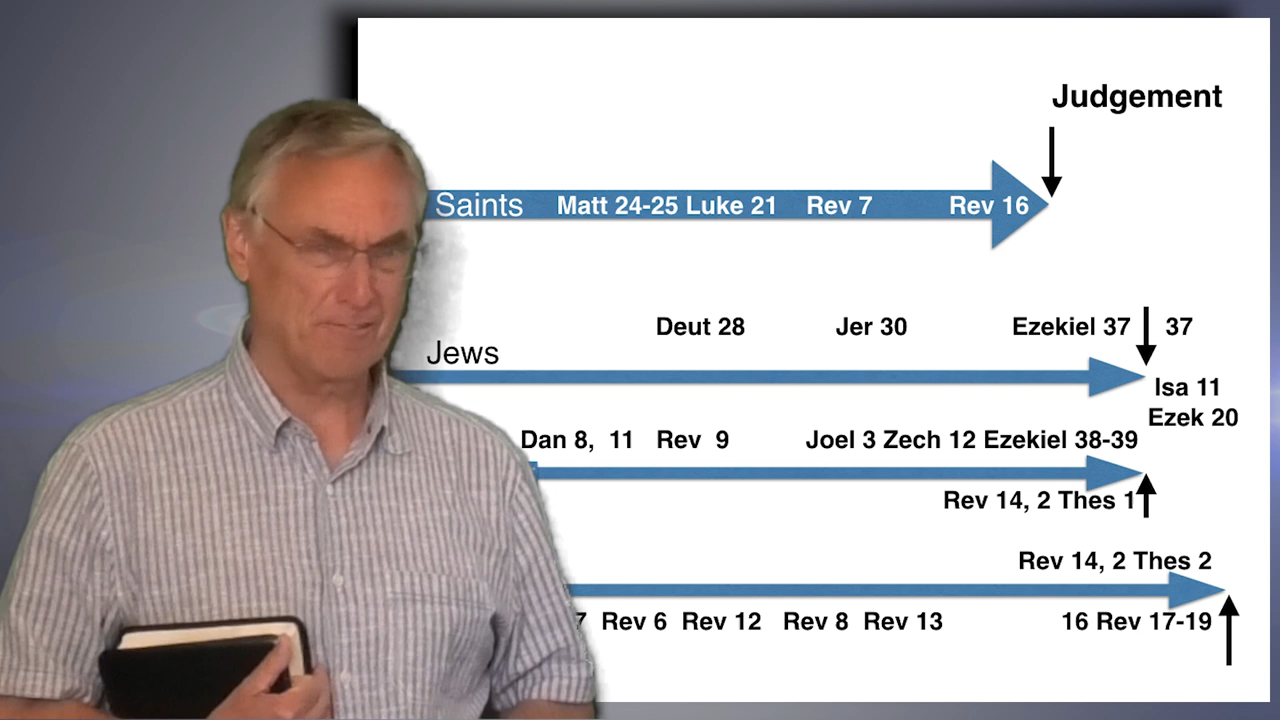 Judgement
Saints Matt 24-25 Luke 21 Rev 7 Rev 16
Deut 28 Jer 30 Ezekiel 37 37
Jews
Isa 11
Ezek 20
Dan 8, 11 Rev 9 Joel 3 Zech 12 Ezekiel 38-39
Rev 14, 2 Thes 1
Rev 14, 2 Thes 2
7 Rev 6 Rev 12 Rev 8 Rev 13 16 Rev 17-19